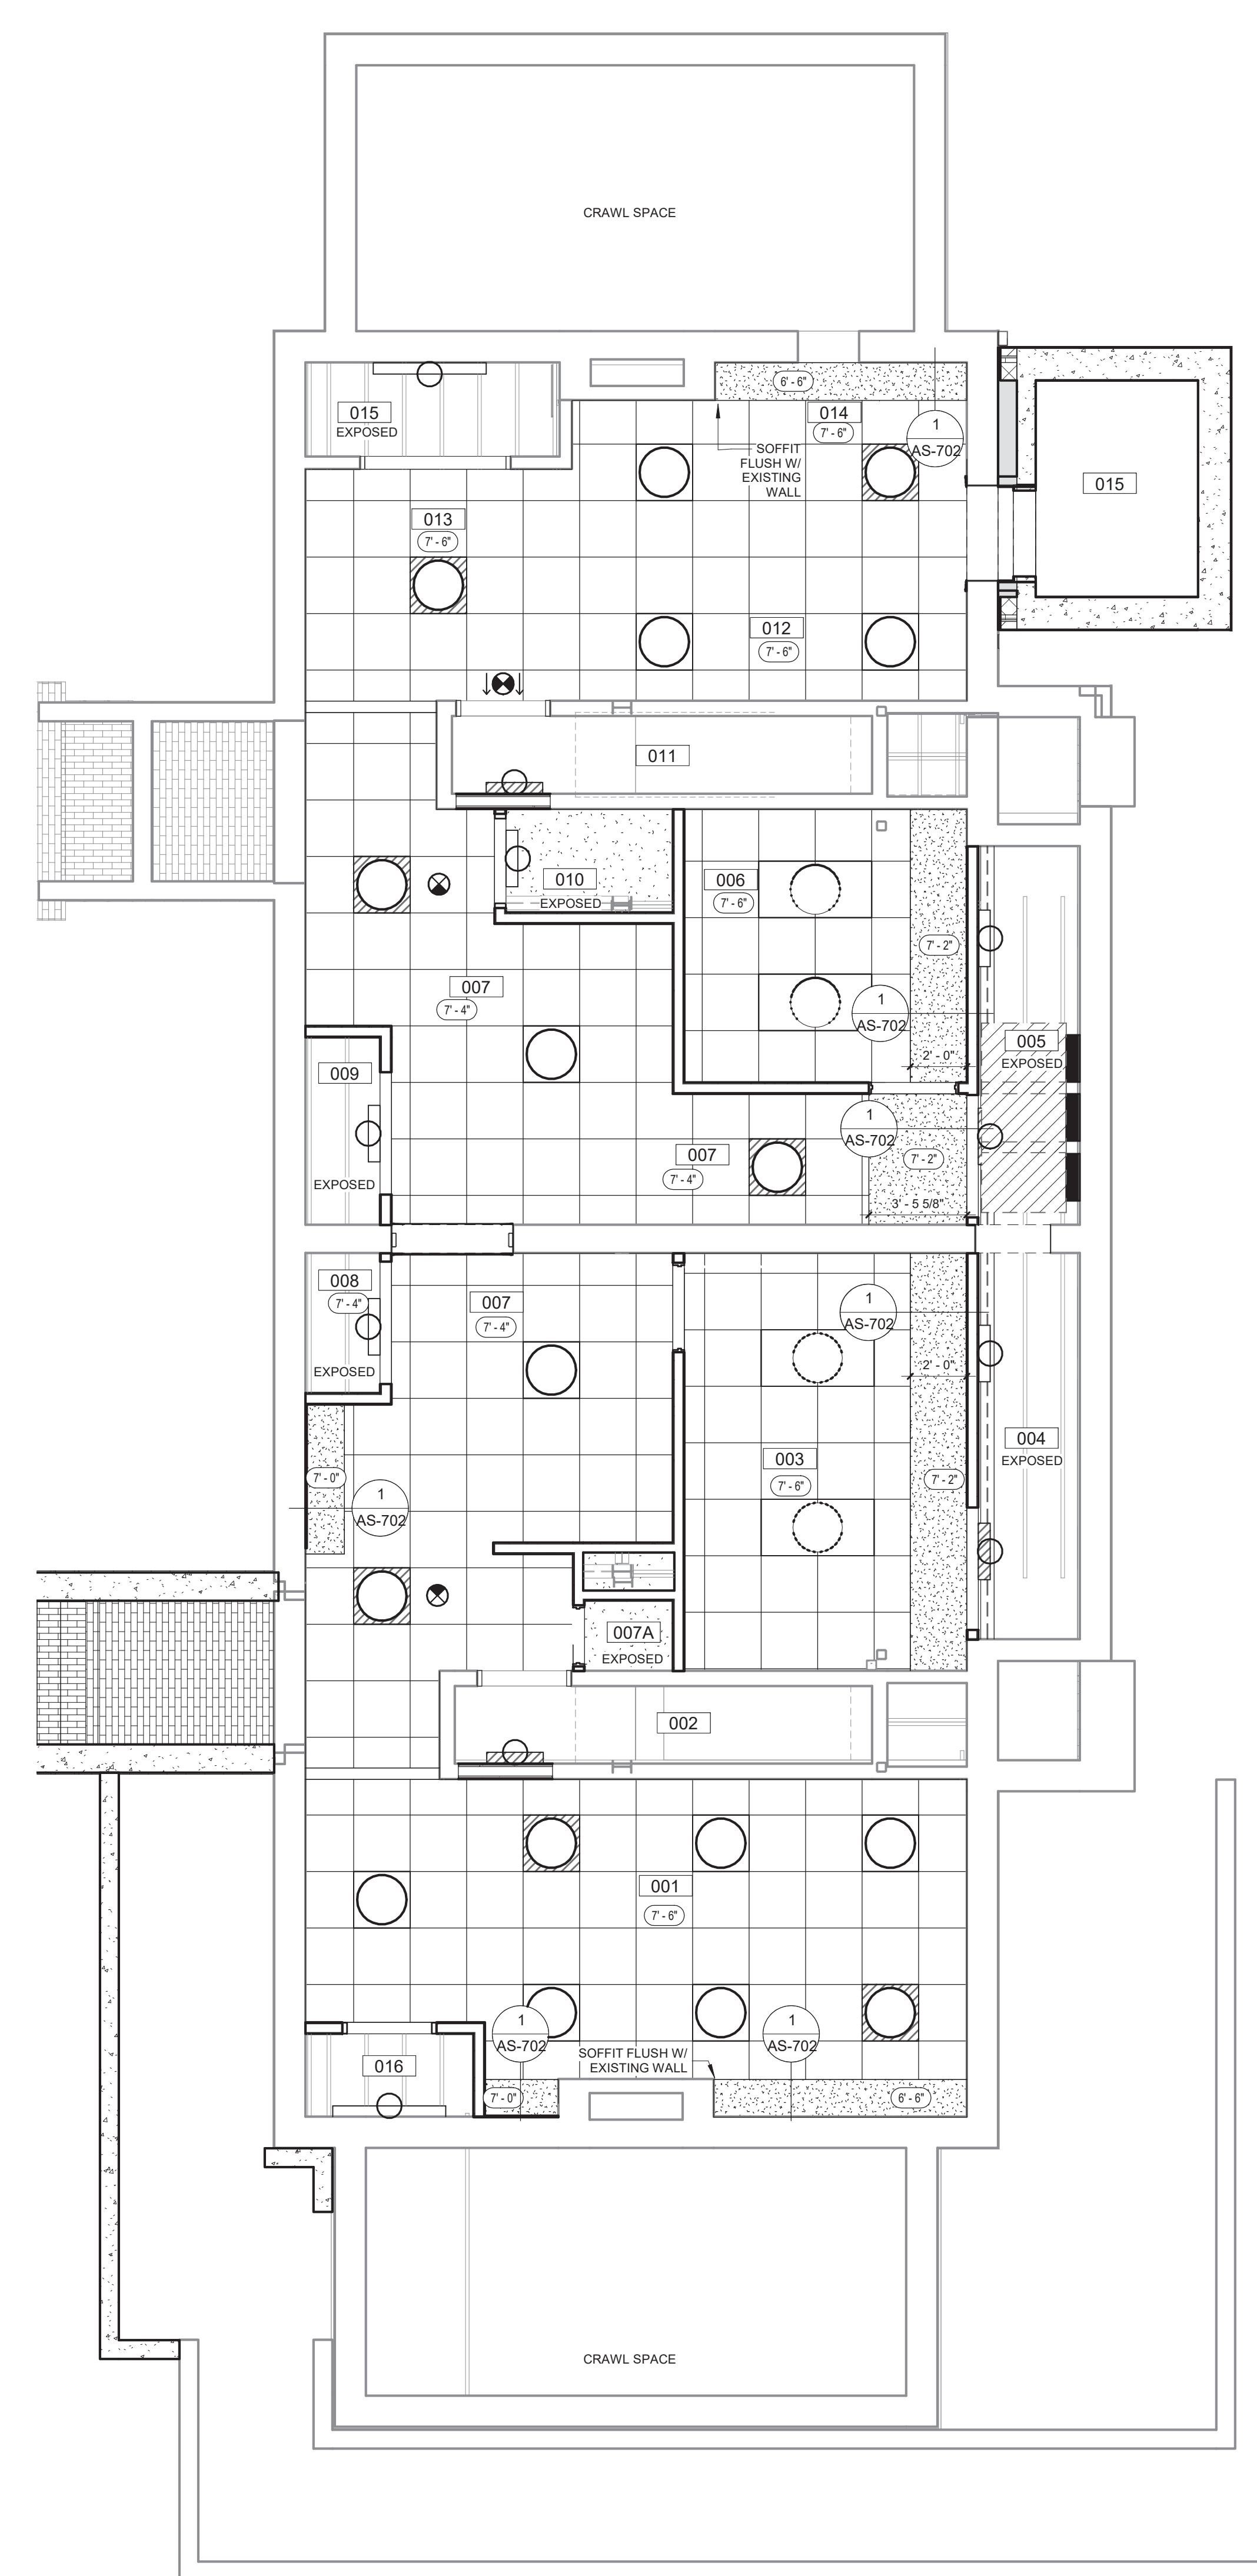 CRAWL SPACE
6' - 6"
015
EXPOSED
014
7' - 6"
1
AS-702
SOFFIT
FLUSH W/
EXISTING
WALL
015
013
7' - 6"
012
7' - 6"
011
010
EXPOSED
006
7' - 6"
7' - 2"
007
7' - 4"
1
AS-702
005
EXPOSED
2' - 0"
009
EXPOSED
1
AS-702
007
7' - 4"
7' - 2"
3' - 5 5/8"
008
7' - 4"
EXPOSED
007
7' - 4"
1
AS-702
2' - 0"
004
EXPOSED
003
7' - 6"
7' - 2"
7' - 0"
1
AS-702
007A
EXPOSED
002
001
7' - 6"
1
AS-702
1
AS-702
SOFFIT FLUSH W/
EXISTING WALL
016
7' - 0"
6' - 6"
CRAWL SPACE